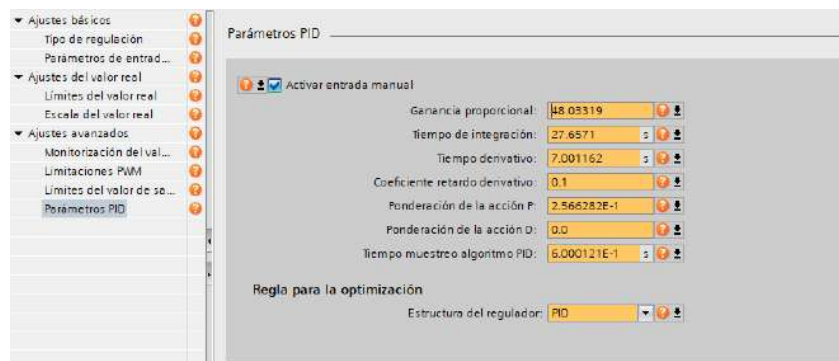 Ajustes básicos
Tipo de regulación
Parámetros de entrad...
Ajustes del valor real
Límites del valor real
Escala del valor real
Ajustes avanzados
Monitorización del val...
Limitaciones PWM
Límites del valor de sa...
Parámetros PID
Parámetros PID
Activar entrada manual
Ganancia proporcional: 48.03319
Tiempo de integración: 27.6571 s
Tiempo derivativo: 7.001162 s
Coeficiente retardo derivativo: 0.1
Ponderación de la acción P: 2.566282E-1
Ponderación de la acción D: 0.0
Tiempo muestreo algoritmo PID: 6.000121E-1 s
Regla para la optimización
Estructura del regulador: PID